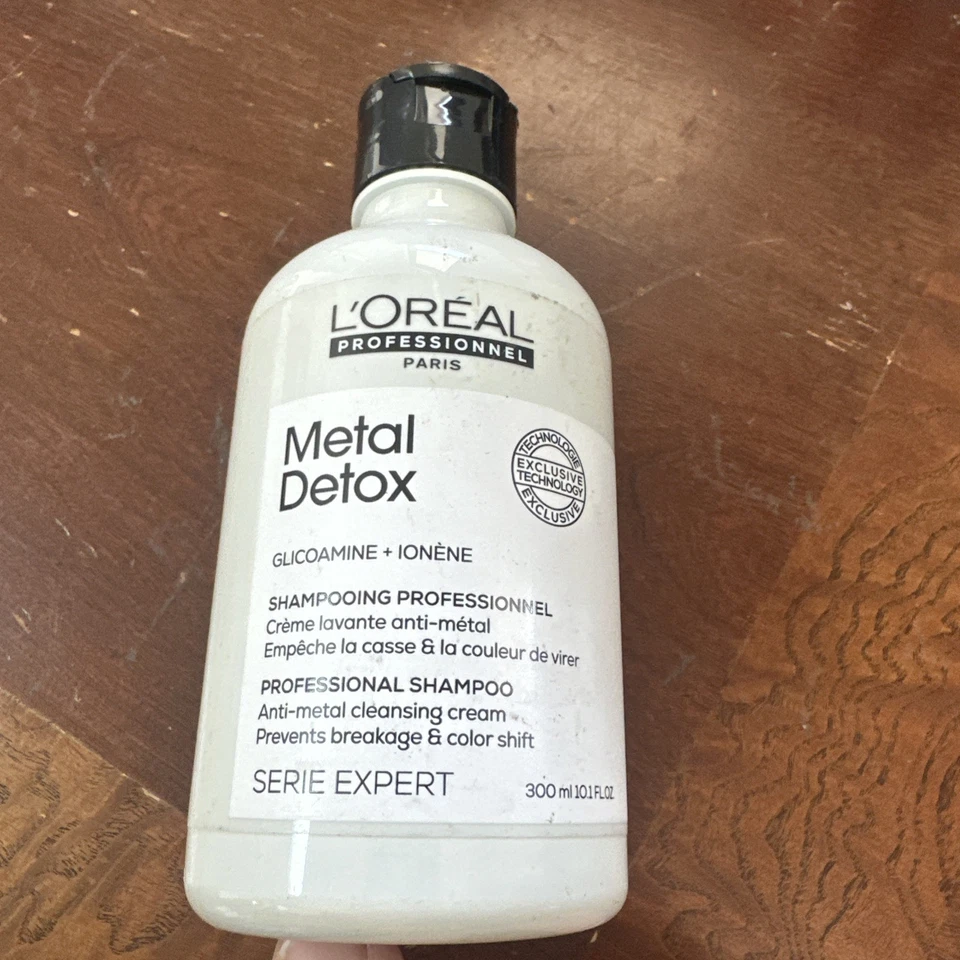 L'ORÉAL
PROFESSIONNEL
PARIS
Metal
Detox
TECHNOLOGIE
EXCLUSIVE
TECHNOLOGY
EXCLUSIVE
GLICOAMINE + IONÈNE
SHAMPOOING PROFESSIONNEL
Crème lavante anti-métal
Empêche la casse & la couleur de virer
PROFESSIONAL SHAMPOO
Anti-metal cleansing cream
Prevents breakage & color shift
SERIE EXPERT
300 ml 10.1 FL OZ